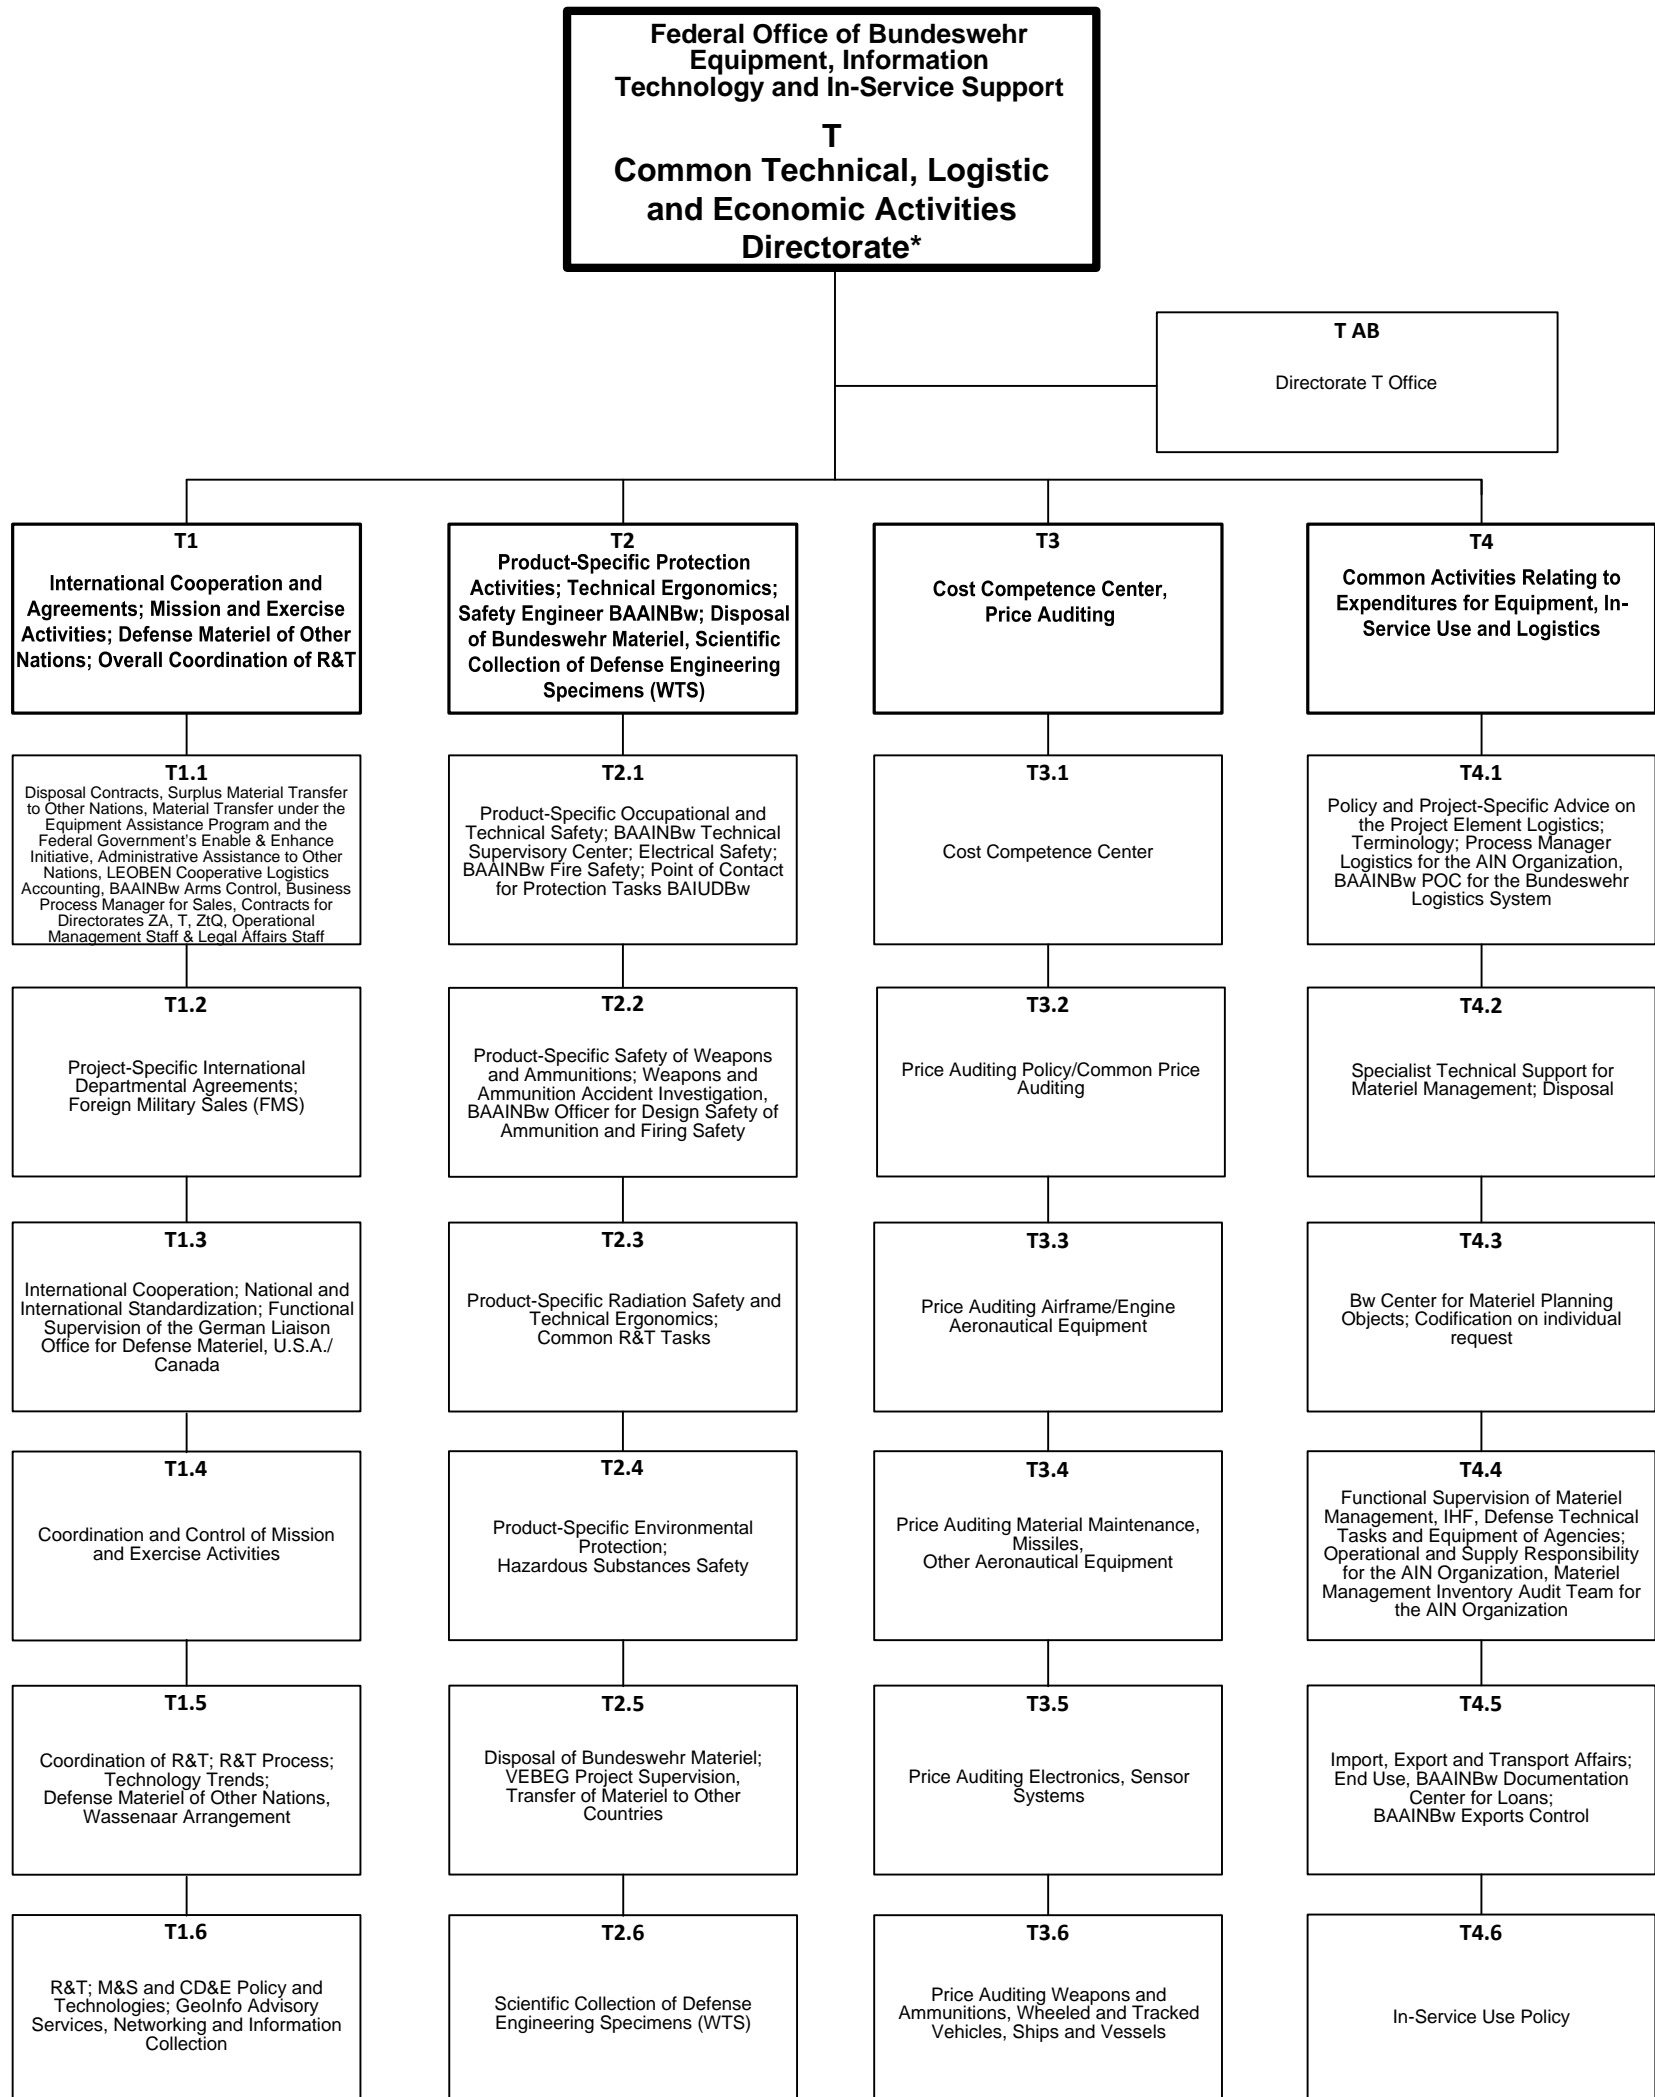 Federal Office of Bundeswehr
Equipment, Information
Technology and In-Service Support
T
Common Technical, Logistic
and Economic Activities
Directorate*
T AB
Directorate T Office
T1
International Cooperation and
Agreements; Mission and Exercise
Activities; Defense Materiel of Other
Nations; Overall Coordination of R&T
T2
Product-Specific Protection
Activities; Technical Ergonomics;
Safety Engineer BAAINBw; Disposal
of Bundeswehr Materiel, Scientific
Collection of Defense Engineering
Specimens (WTS)
T3
Cost Competence Center,
Price Auditing
T4
Common Activities Relating to
Expenditures for Equipment, In-
Service Use and Logistics
T1.1
Disposal Contracts, Surplus Material Transfer
to Other Nations, Material Transfer under the
Equipment Assistance Program and the
Federal Government's Enable & Enhance
Initiative, Administrative Assistance to Other
Nations, LEOBEN Cooperative Logistics
Accounting, BAAINBw Arms Control, Business
Process Manager for Sales, Contracts for
Directorates ZA, T, ZtQ, Operational
Management Staff & Legal Affairs Staff
T2.1
Product-Specific Occupational and
Technical Safety; BAAINBw Technical
Supervisory Center; Electrical Safety;
BAAINBw Fire Safety; Point of Contact
for Protection Tasks BAIUDBw
T3.1
Cost Competence Center
T4.1
Policy and Project-Specific Advice on
the Project Element Logistics;
Terminology; Process Manager
Logistics for the AIN Organization,
BAAINBw POC for the Bundeswehr
Logistics System
T1.2
Project-Specific International
Departmental Agreements;
Foreign Military Sales (FMS)
T2.2
Product-Specific Safety of Weapons
and Ammunitions; Weapons and
Ammunition Accident Investigation,
BAAINBw Officer for Design Safety of
Ammunition and Firing Safety
T3.2
Price Auditing Policy/Common Price
Auditing
T4.2
Specialist Technical Support for
Materiel Management; Disposal
T1.3
International Cooperation; National and
International Standardization; Functional
Supervision of the German Liaison
Office for Defense Materiel, U.S.A./
Canada
T2.3
Product-Specific Radiation Safety and
Technical Ergonomics;
Common R&T Tasks
T3.3
Price Auditing Airframe/Engine
Aeronautical Equipment
T4.3
Bw Center for Materiel Planning
Objects; Codification on individual
request
T1.4
Coordination and Control of Mission
and Exercise Activities
T2.4
Product-Specific Environmental
Protection;
Hazardous Substances Safety
T3.4
Price Auditing Material Maintenance,
Missiles,
Other Aeronautical Equipment
T4.4
Functional Supervision of Materiel
Management, IHF, Defense Technical
Tasks and Equipment of Agencies;
Operational and Supply Responsibility
for the AIN Organization, Materiel
Management Inventory Audit Team for
the AIN Organization
T1.5
Coordination of R&T; R&T Process;
Technology Trends;
Defense Materiel of Other Nations,
Wassenaar Arrangement
T2.5
Disposal of Bundeswehr Materiel;
VEBEG Project Supervision,
Transfer of Materiel to Other
Countries
T3.5
Price Auditing Electronics, Sensor
Systems
T4.5
Import, Export and Transport Affairs;
End Use, BAAINBw Documentation
Center for Loans;
BAAINBw Exports Control
T1.6
R&T; M&S and CD&E Policy and
Technologies; GeoInfo Advisory
Services, Networking and Information
Collection
T2.6
Scientific Collection of Defense
Engineering Specimens (WTS)
T3.6
Price Auditing Weapons and
Ammunitions, Wheeled and Tracked
Vehicles, Ships and Vessels
T4.6
In-Service Use Policy